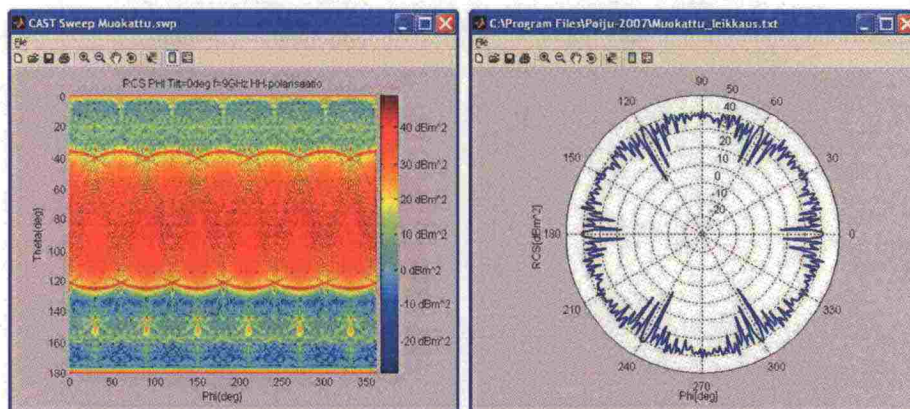 CAST Sweep Muokattu.swp
File
RCS PHI Tilt=0deg f=9GHz HH-polarisaatio
0
20
40
60
80
100
120
140
160
180
Theta(deg)
0
50
100
150
200
250
300
350
Phi(deg)
40 dBm^2
30 dBm^2
20 dBm^2
10 dBm^2
0 dBm^2
-10 dBm^2
-20 dBm^2
C:\Program Files\Poiju-2007\Muokattu_leikkaus.txt
File
90
120
60
150
30
180
0
210
330
240
300
270
50
40
30
20
10
0
-10
-20
RCS[dBm^2]
Phi(deg)